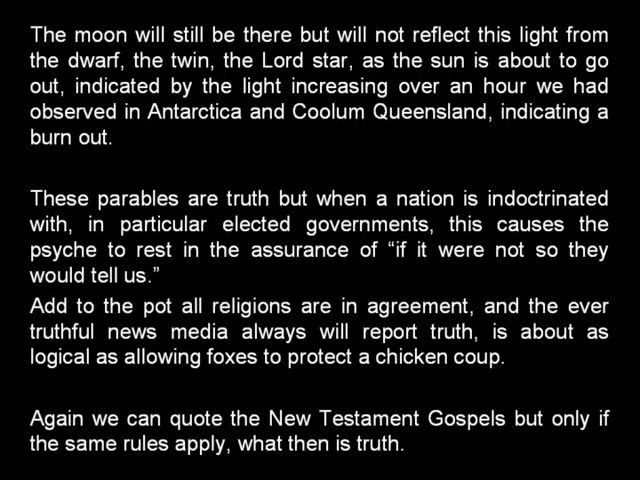 The moon will still be there but will not reflect this light from
the dwarf, the twin, the Lord star, as the sun is about to go
out, indicated by the light increasing over an hour we had
observed in Antarctica and Coolum Queensland, indicating a
burn out.
These parables are truth but when a nation is indoctrinated
with, in particular elected governments, this causes the
psyche to rest in the assurance of “if it were not so they
would tell us.”
Add to the pot all religions are in agreement, and the ever
truthful news media always will report truth, is about as
logical as allowing foxes to protect a chicken coup.
Again we can quote the New Testament Gospels but only if
the same rules apply, what then is truth.